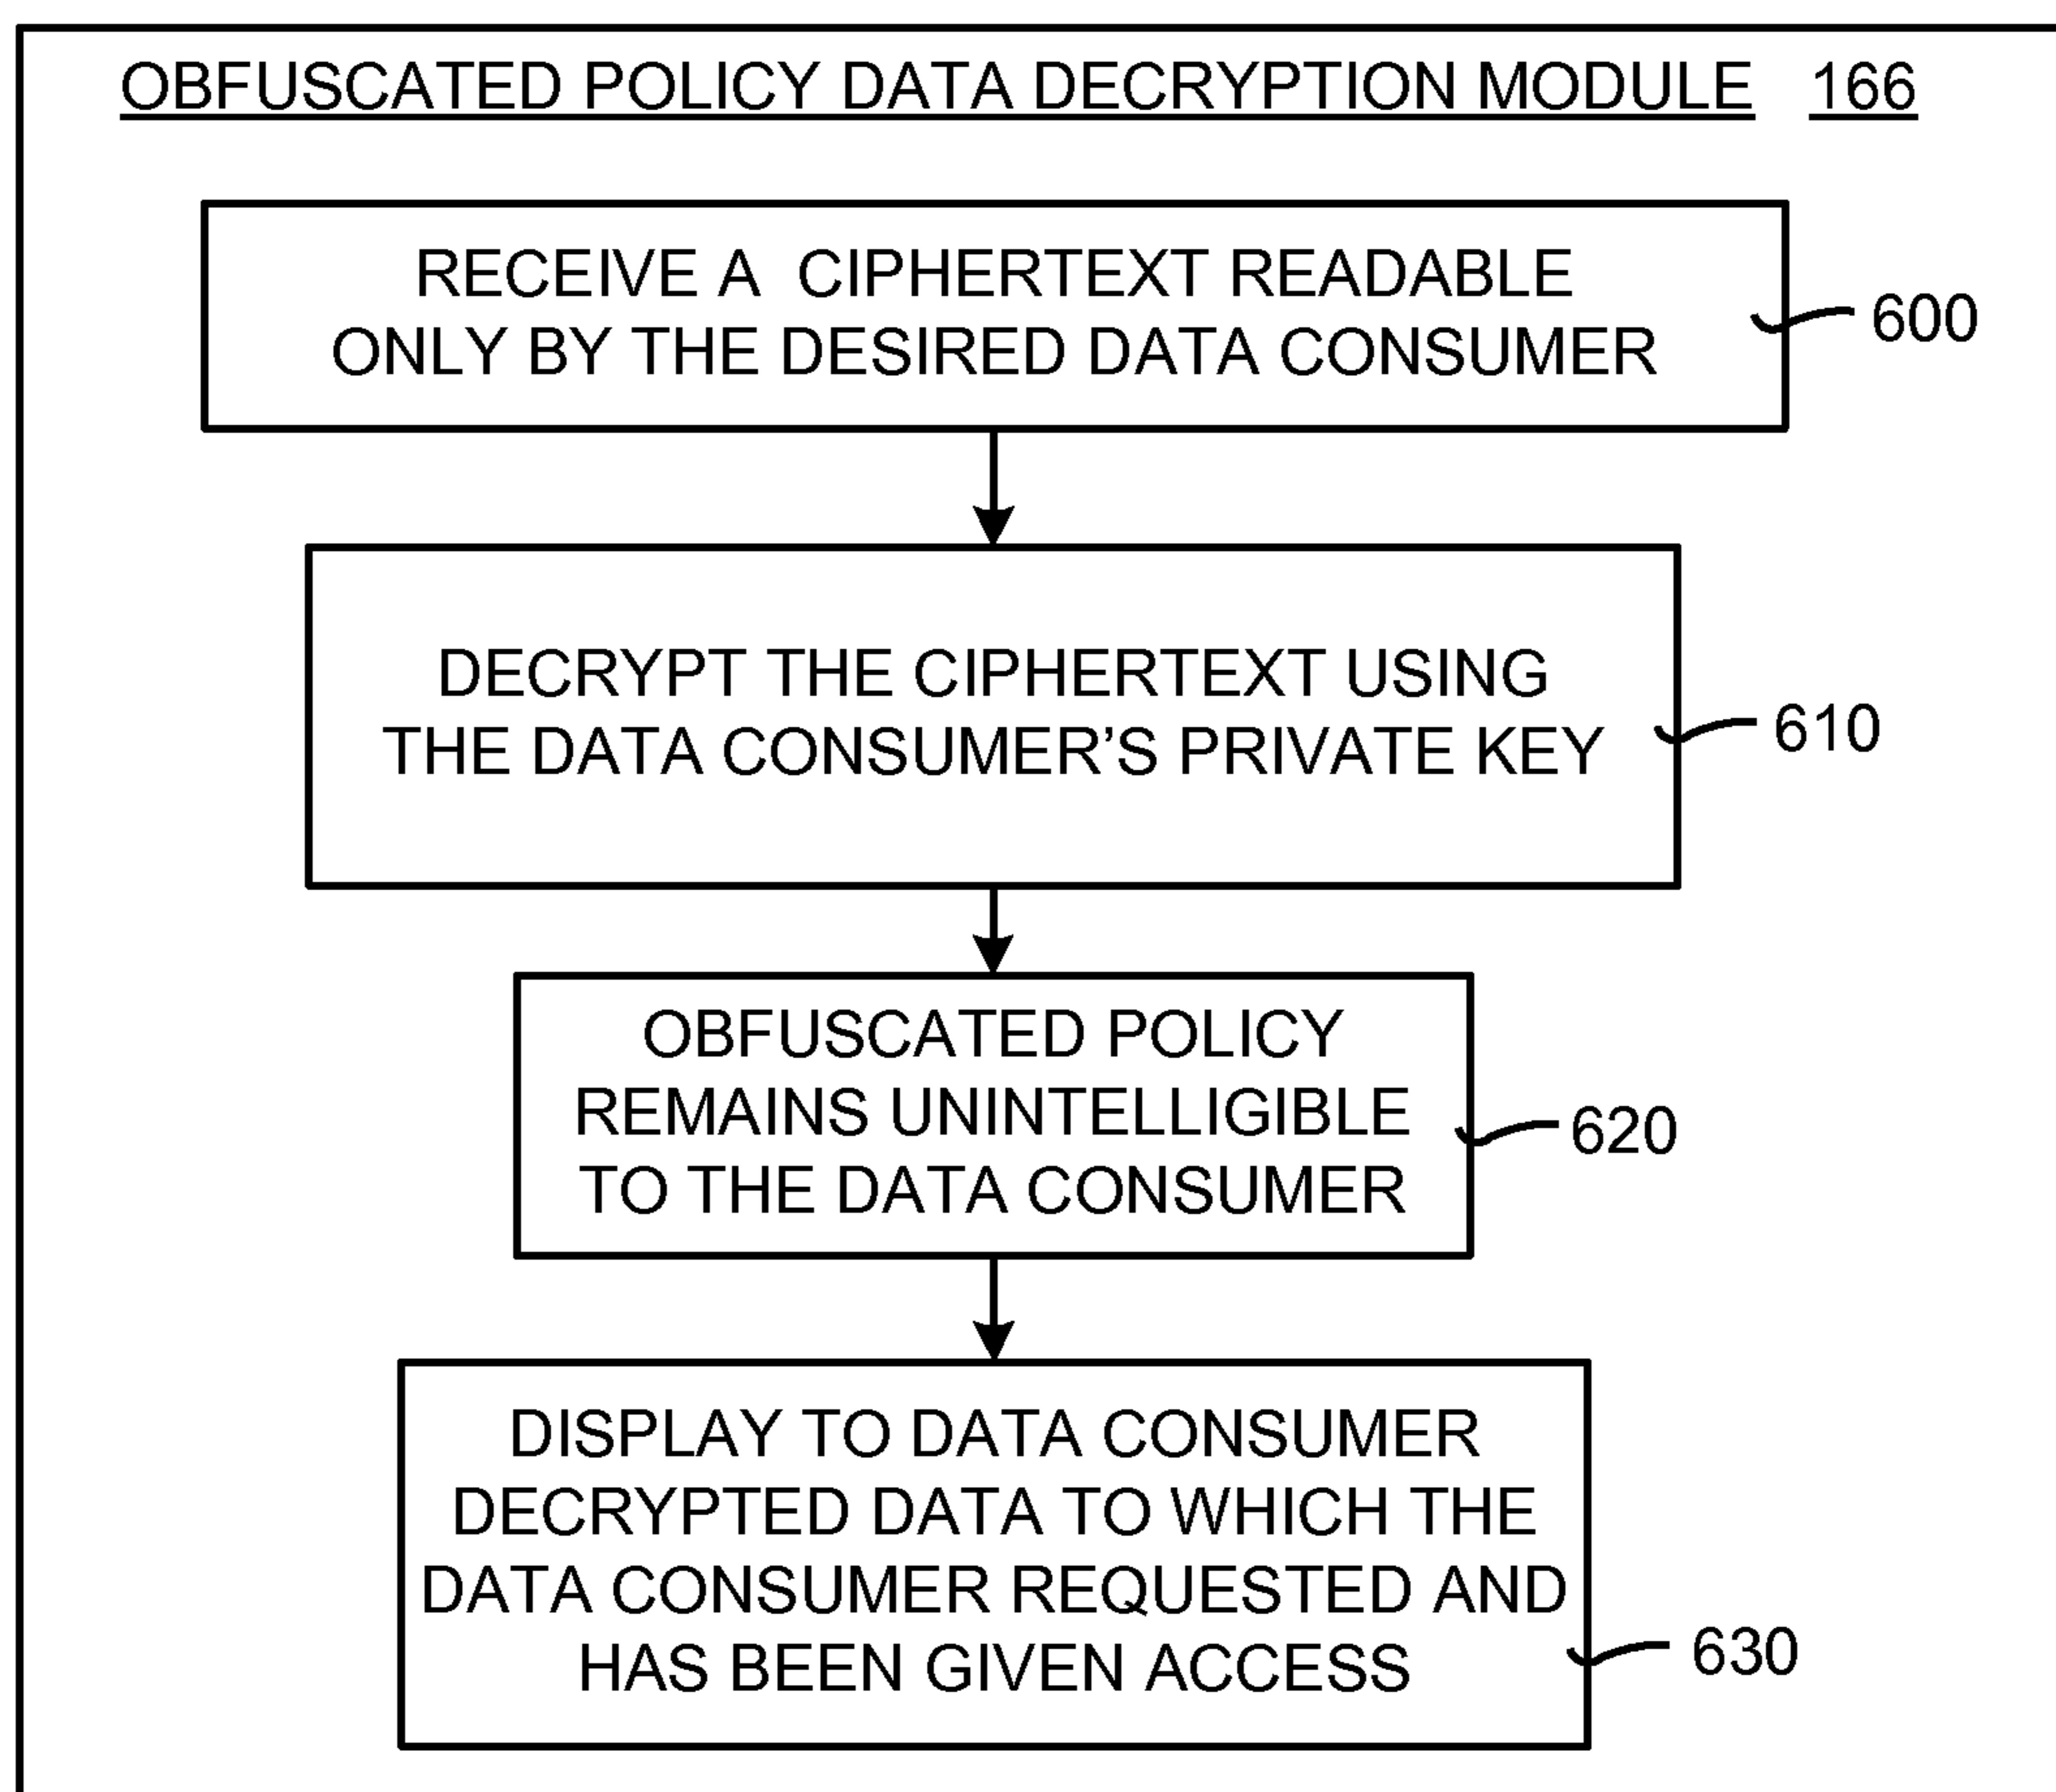 OBFUSCATED POLICY DATA DECRYPTION MODULE 166
RECEIVE A CIPHERTEXT READABLE
ONLY BY THE DESIRED DATA CONSUMER
600
DECRYPT THE CIPHERTEXT USING
THE DATA CONSUMER’S PRIVATE KEY
610
OBFUSCATED POLICY
REMAINS UNINTELLIGIBLE
TO THE DATA CONSUMER
620
DISPLAY TO DATA CONSUMER
DECRYPTED DATA TO WHICH THE
DATA CONSUMER REQUESTED AND
HAS BEEN GIVEN ACCESS
630